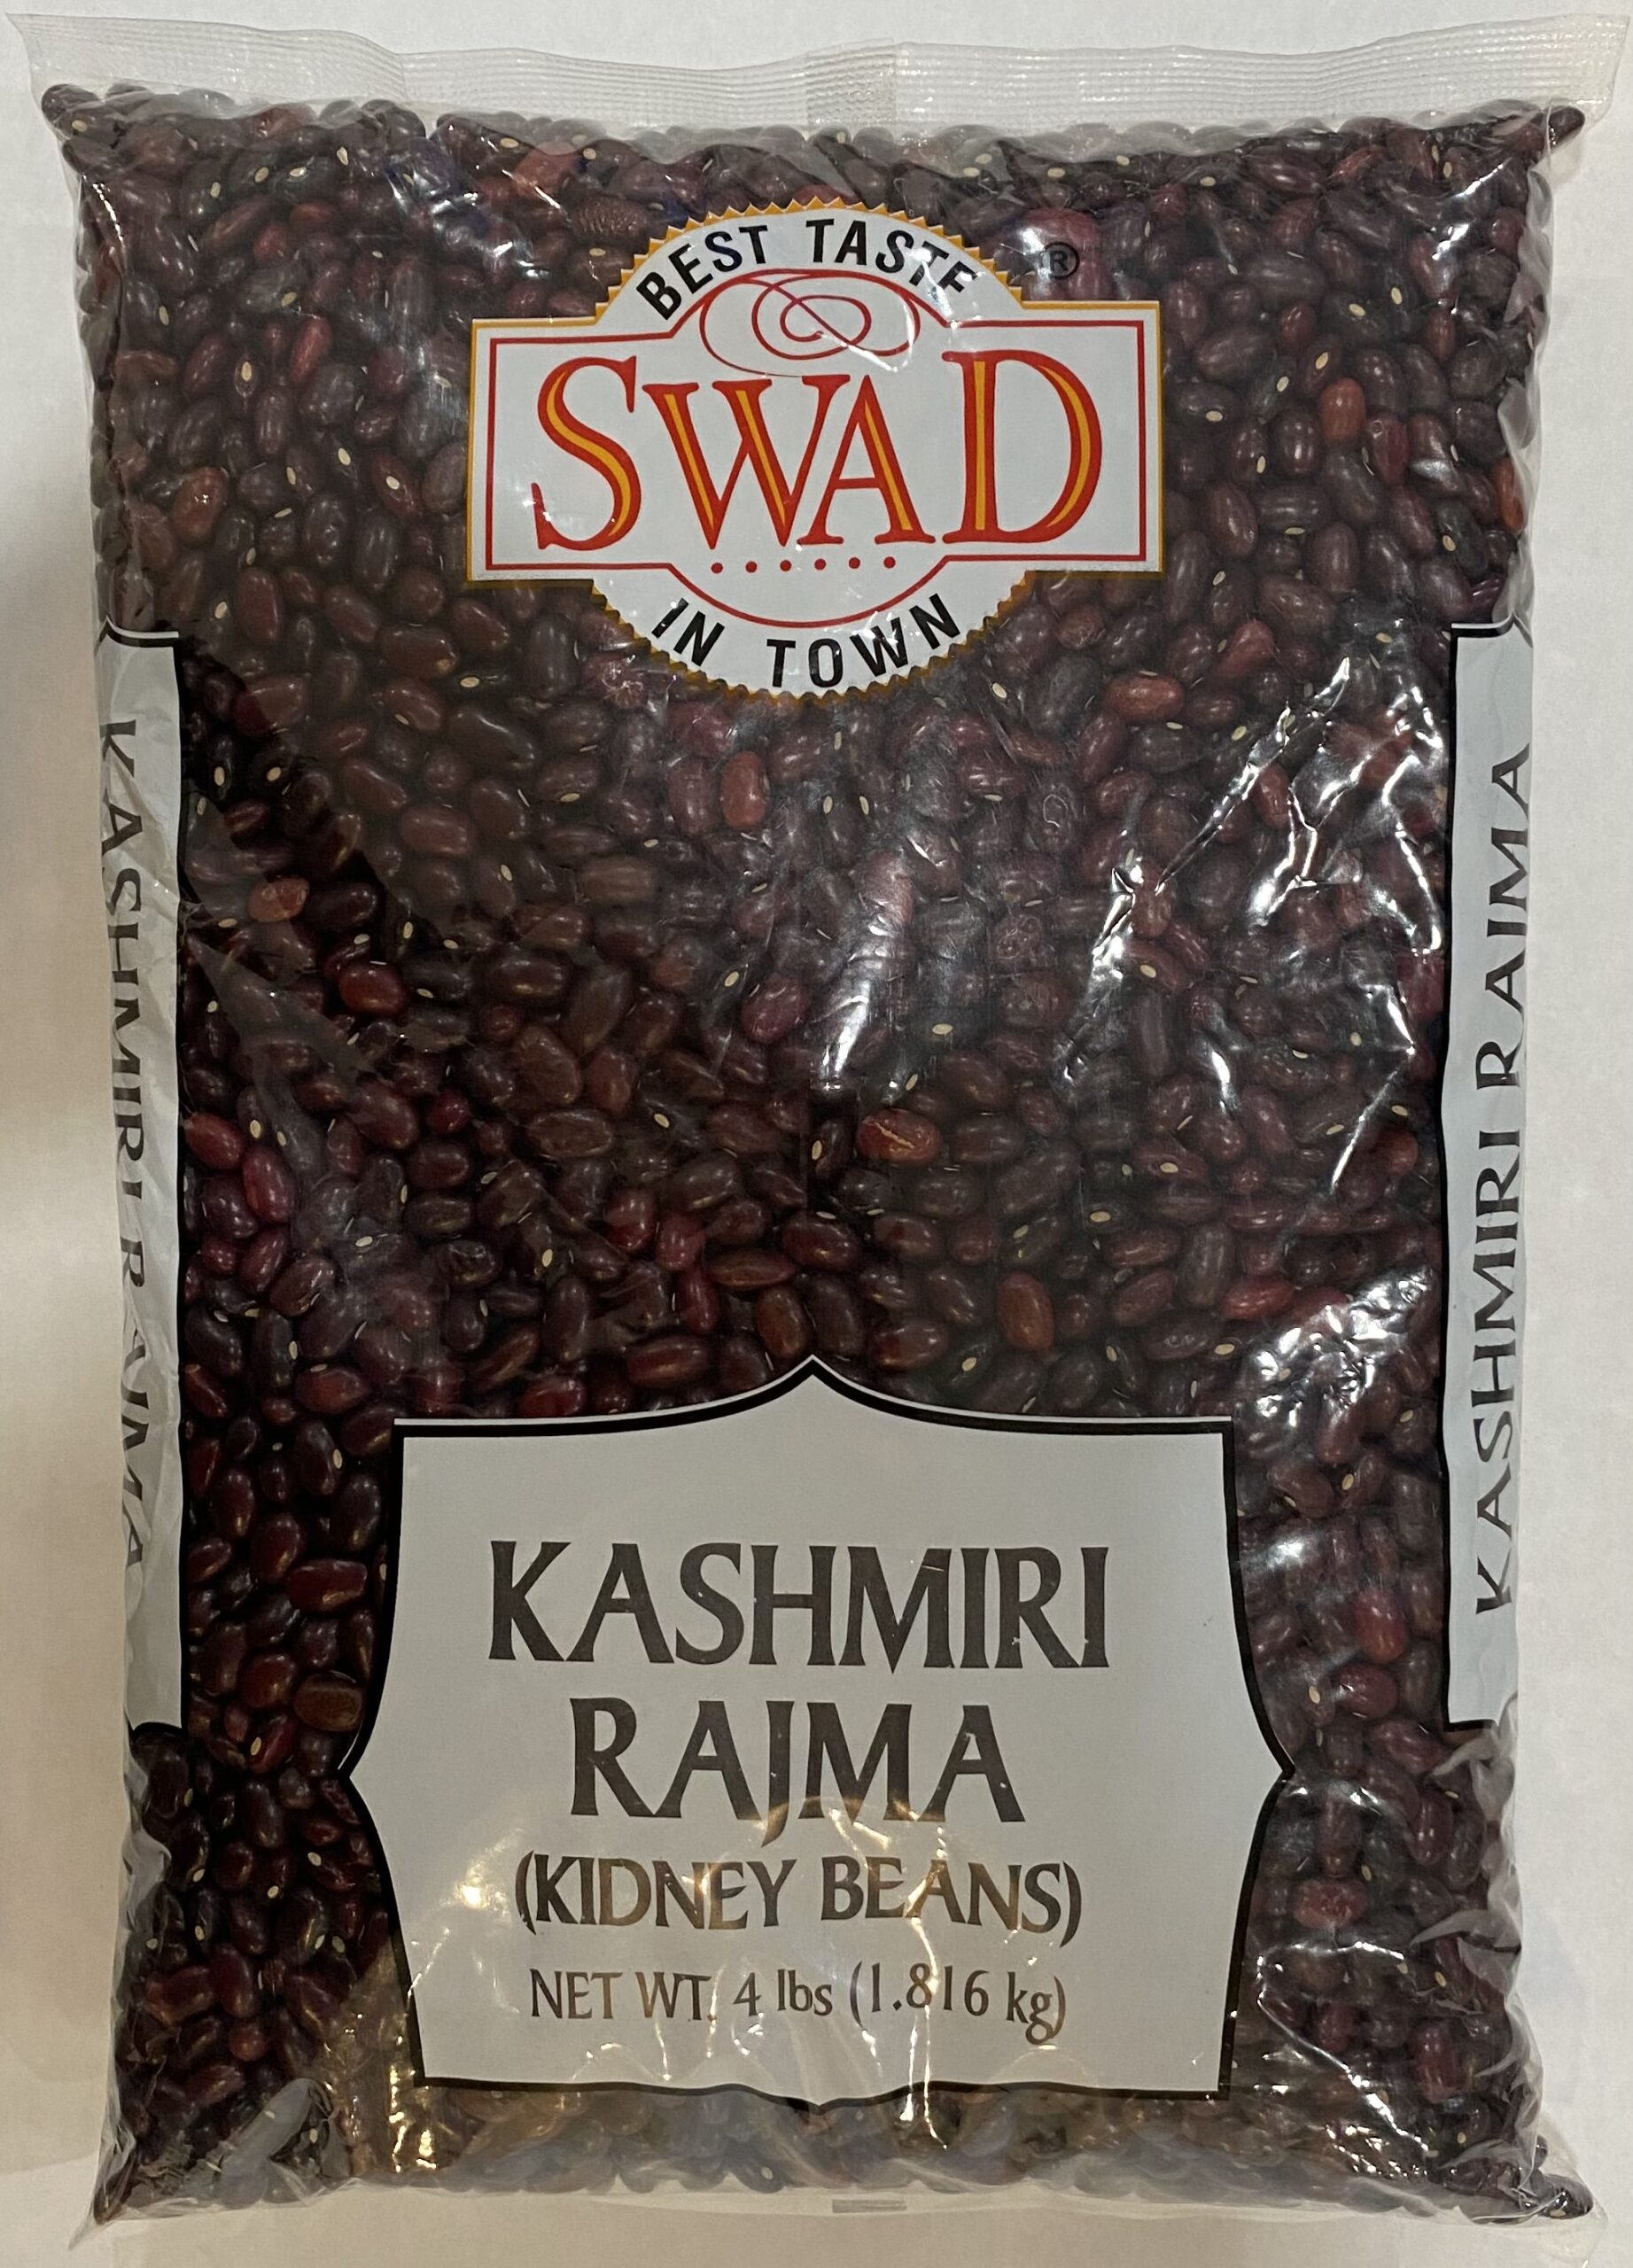 BEST TASTE
®
SWAD
IN TOWN
KASHMIRI RAJMA
KASHMIRI RAJMA
KASHMIRI
RAJMA
(KIDNEY BEANS)
NET WT. 4 lbs (1.816 kg)